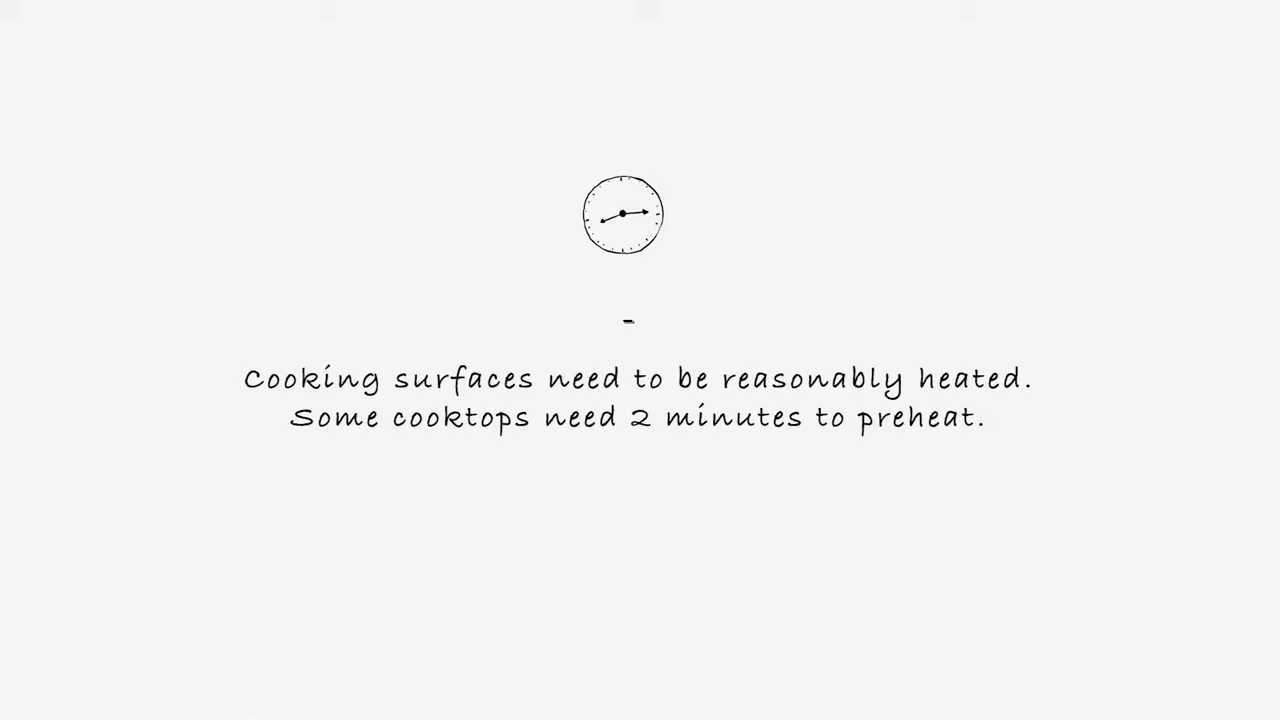 -
Cooking surfaces need to be reasonably heated.
Some cooktops need 2 minutes to preheat.